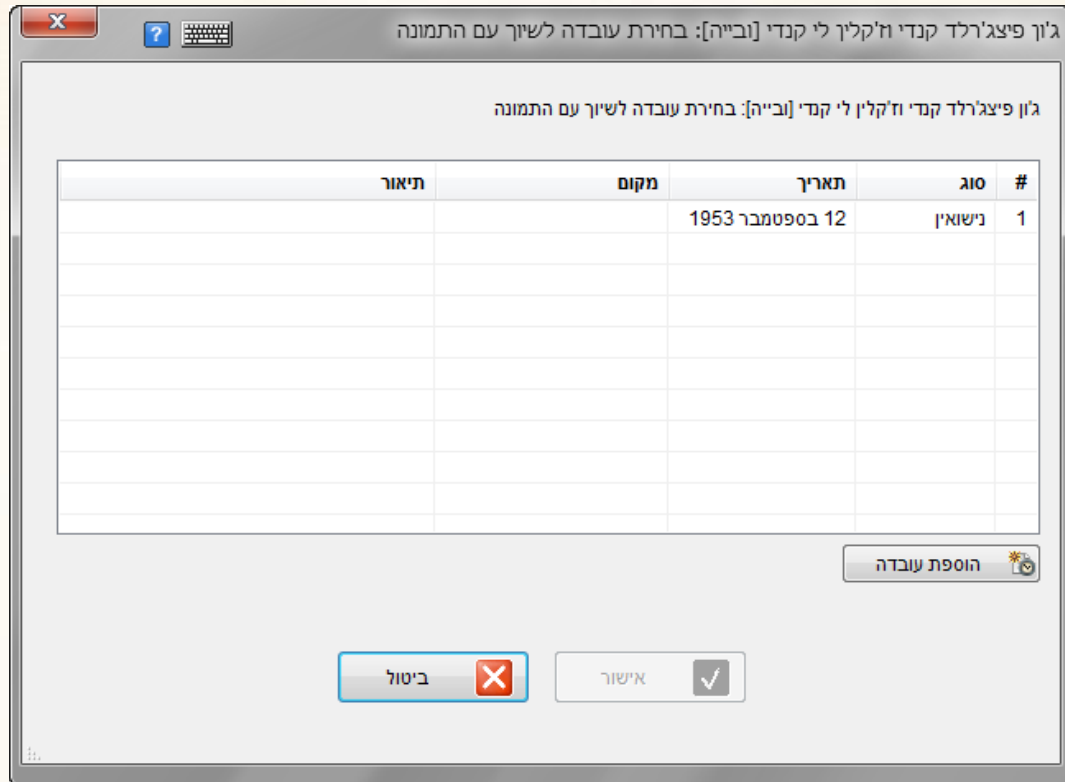 ג'ון פיצג'רלד קנדי וז'קלין לי קנדי [ובייה]: בחירת עובדה לשיוך עם התמונה
ג'ון פיצג'רלד קנדי וז'קלין לי קנדי [ובייה]: בחירת עובדה לשיוך עם התמונה
# סוג תאריך מקום תיאור
1 נישואין 12 בספטמבר 1953
הוספת עובדה
אישור ביטול